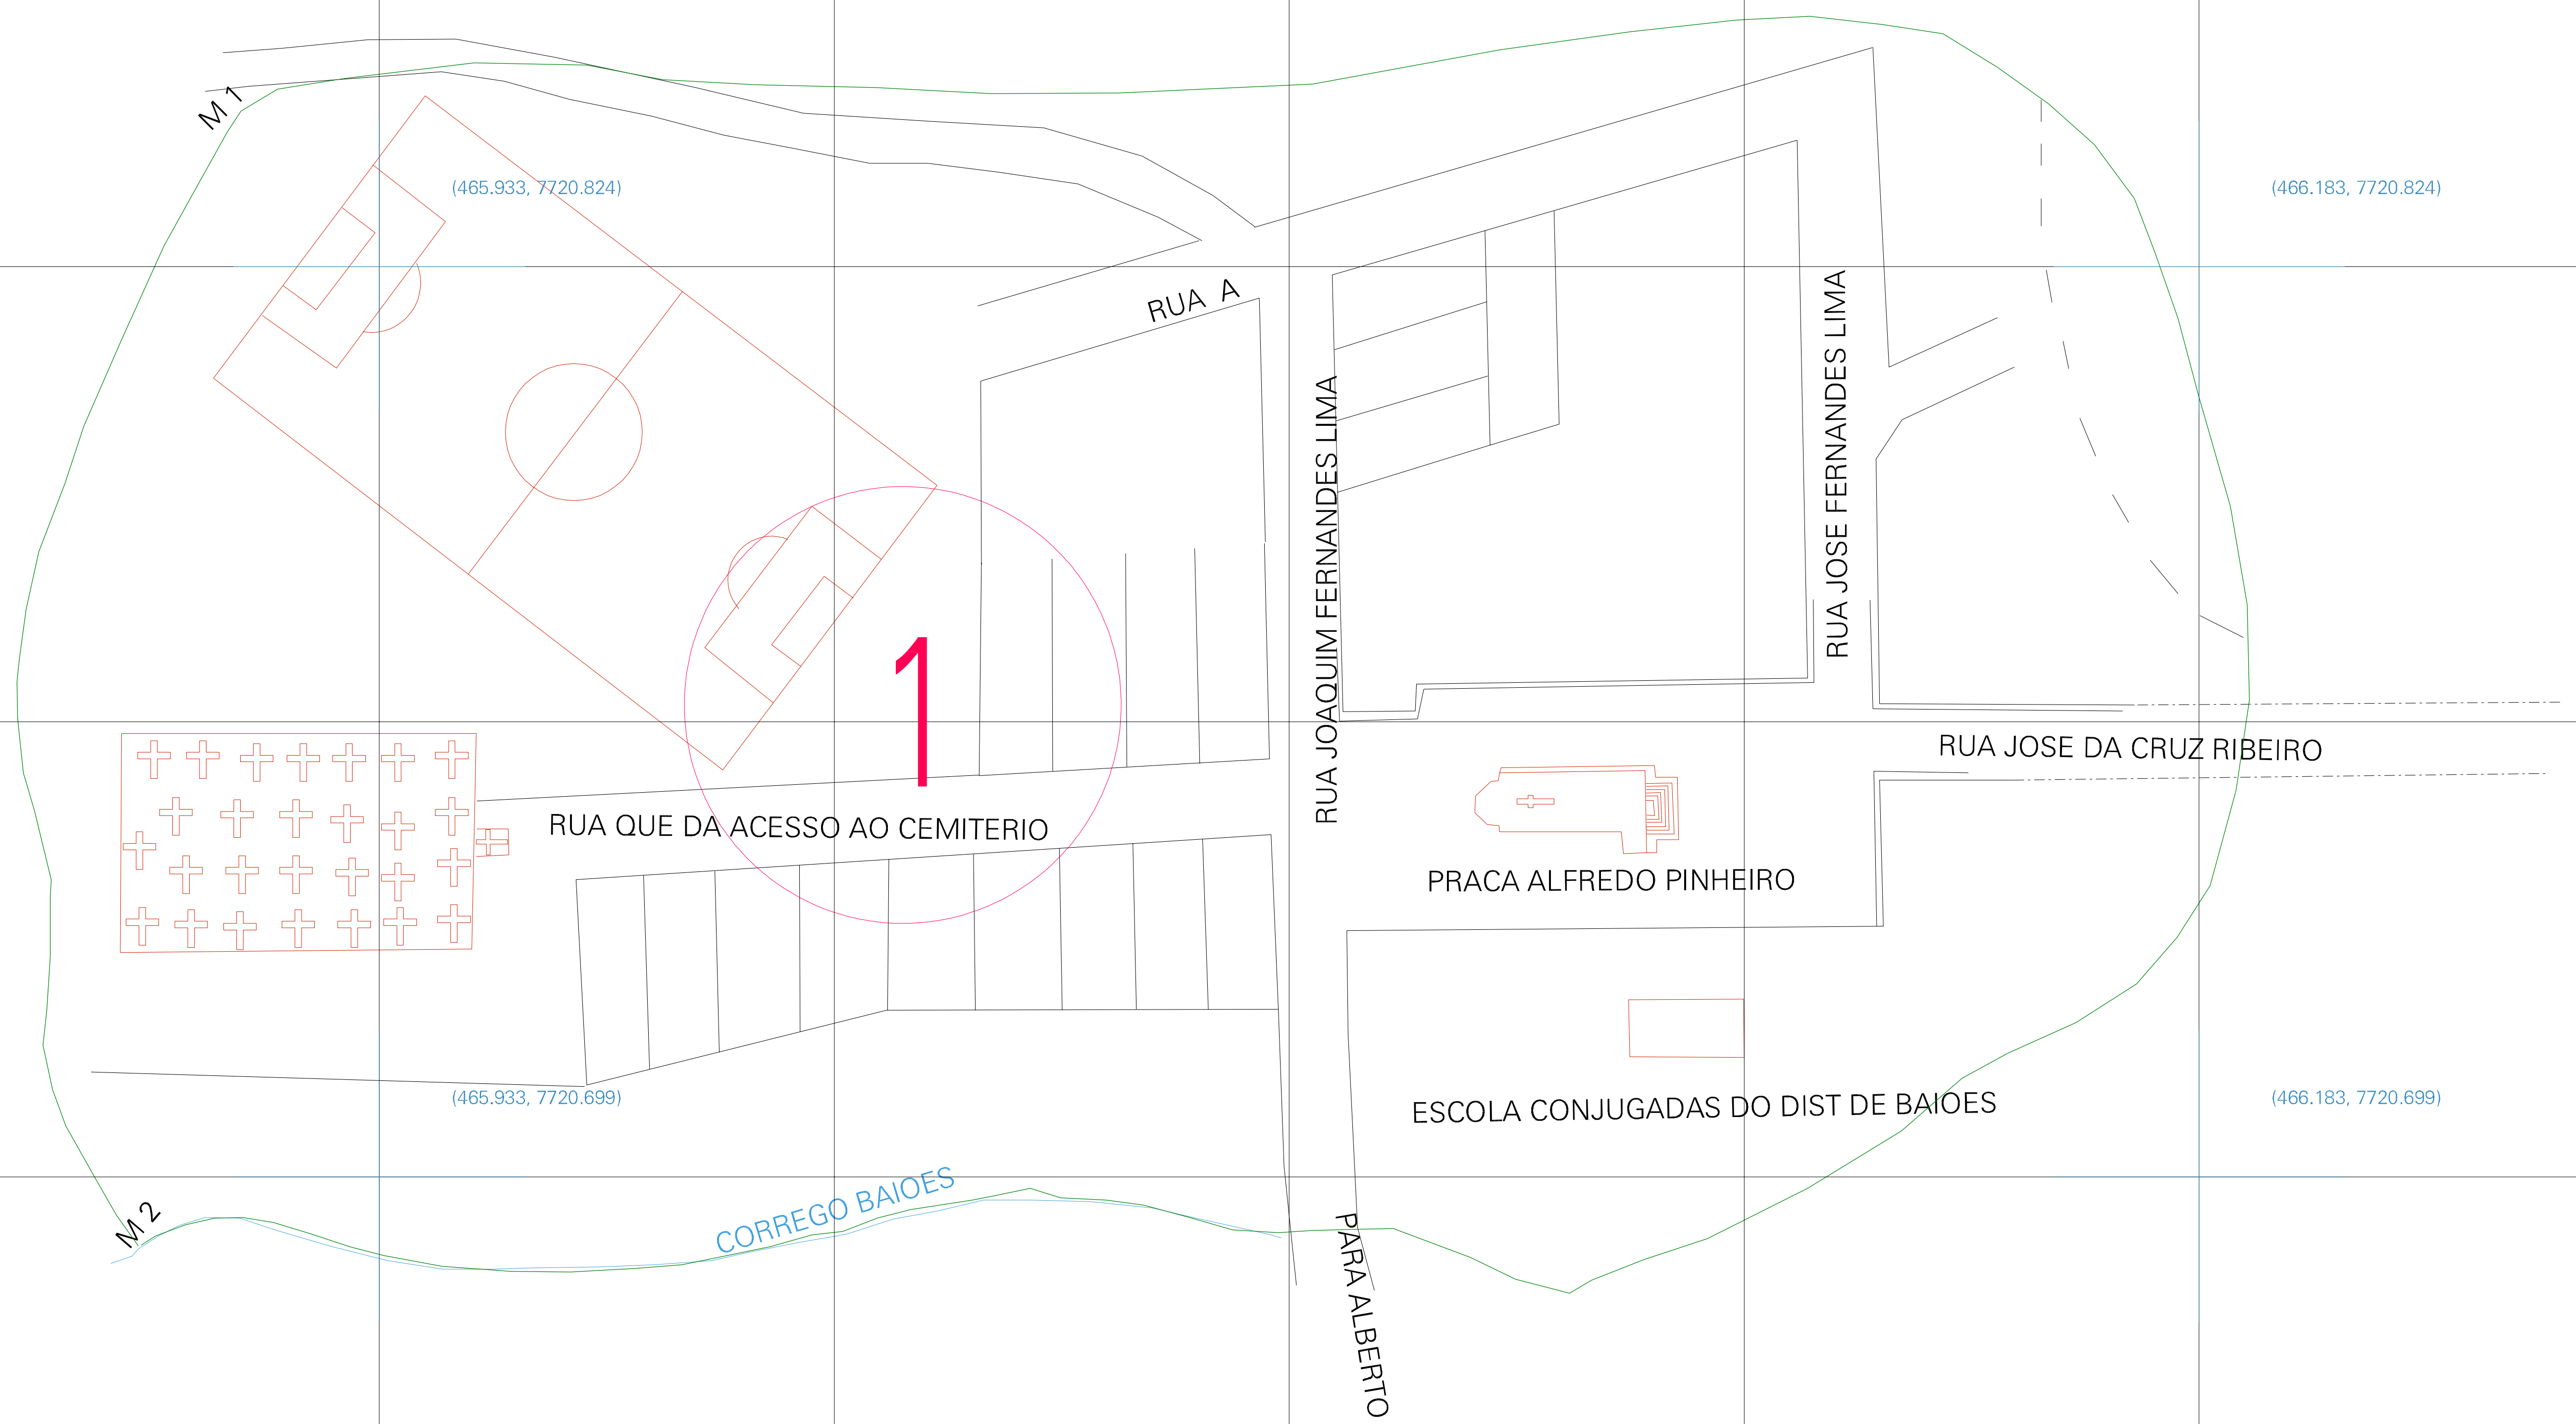 M 1
(465.933, 7720.824)
(466.183, 7720.824)
RUA A
RUA JOAQUIM FERNANDES LIMA
RUA JOSE FERNANDES LIMA
1
RUA JOSE DA CRUZ RIBEIRO
RUA QUE DA ACESSO AO CEMITERIO
PRACA ALFREDO PINHEIRO
(465.933, 7720.699)
(466.183, 7720.699)
ESCOLA CONJUGADAS DO DIST DE BAIOES
M 2
CORREGO BAIOES
PARA ALBERTO